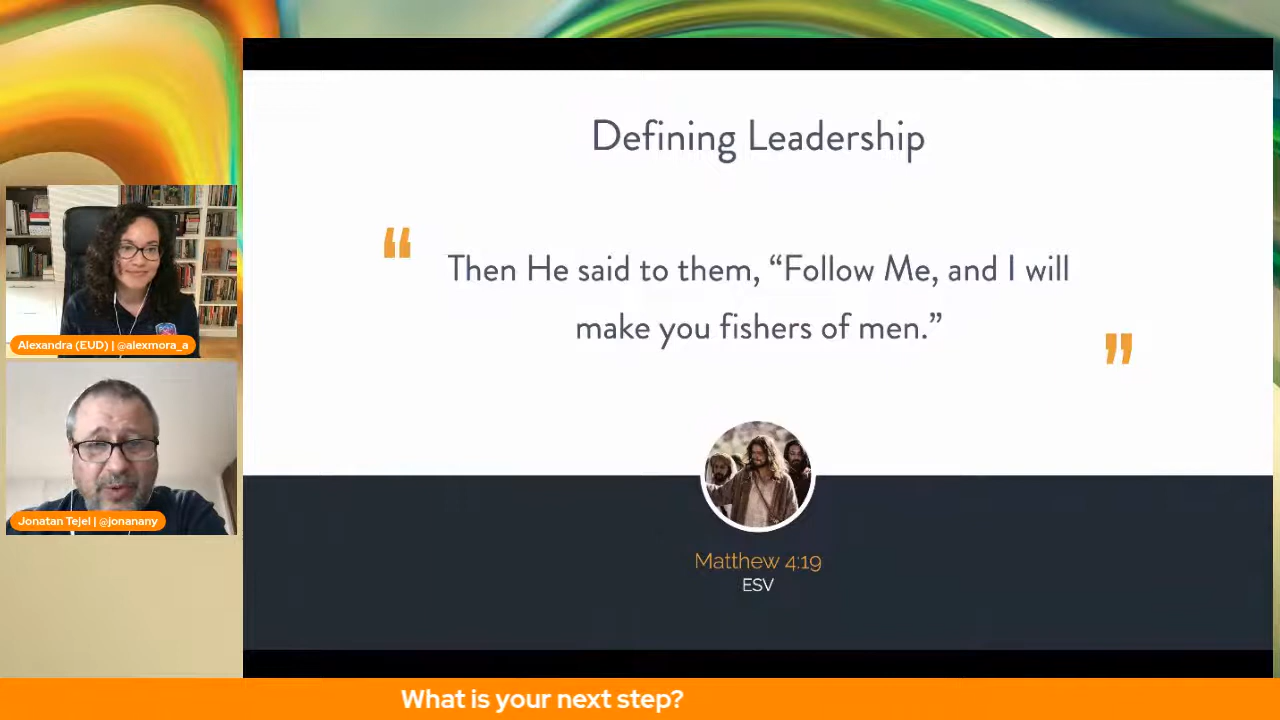 Defining Leadership
“
Then He said to them, “Follow Me, and I will
make you fishers of men.”
”
Matthew 4:19
ESV
Alexandra (EUD) | @alexmora_a
Jonatan Tejel | @jonanany
What is your next step?